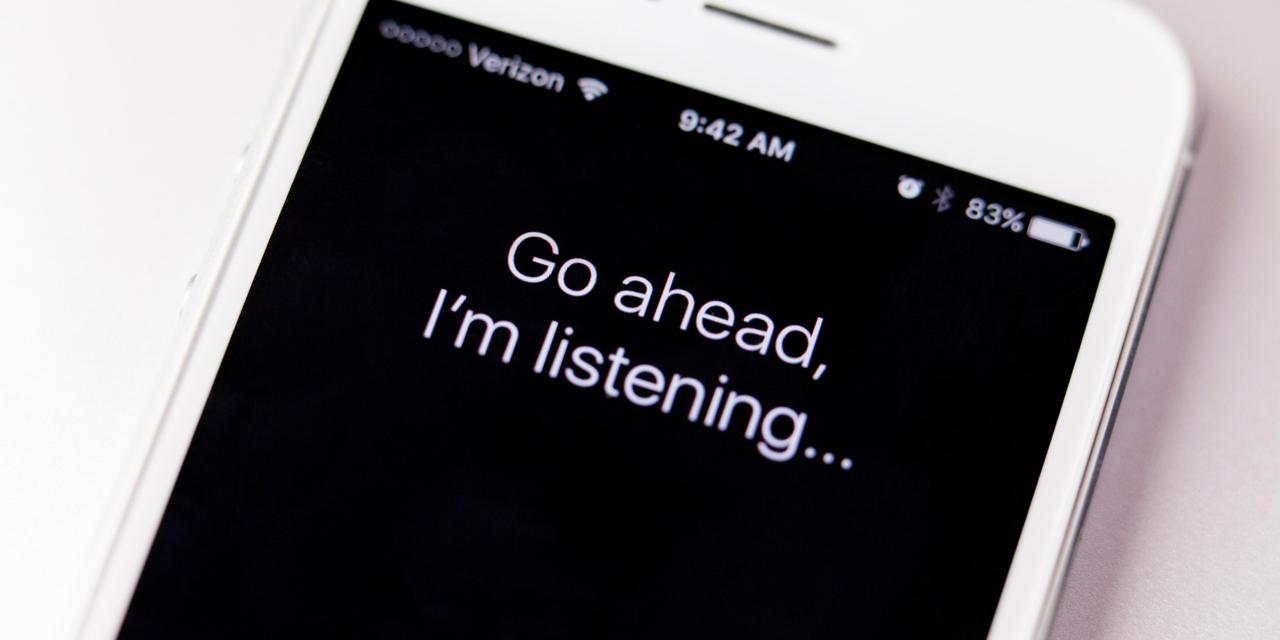 Verizon
9:42 AM
83%
Go ahead,
I‘m listening...